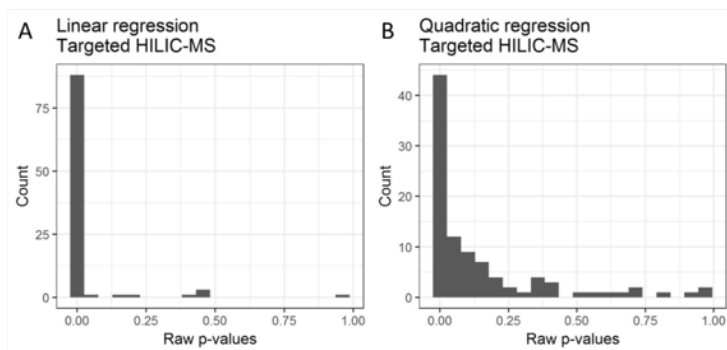 A
Linear regression
Targeted HILIC-MS
75
50
25
0
Count
0.00 0.25 0.50 0.75 1.00
Raw p-values
B
Quadratic regression
Targeted HILIC-MS
40
30
20
10
0
Count
0.00 0.25 0.50 0.75 1.00
Raw p-values